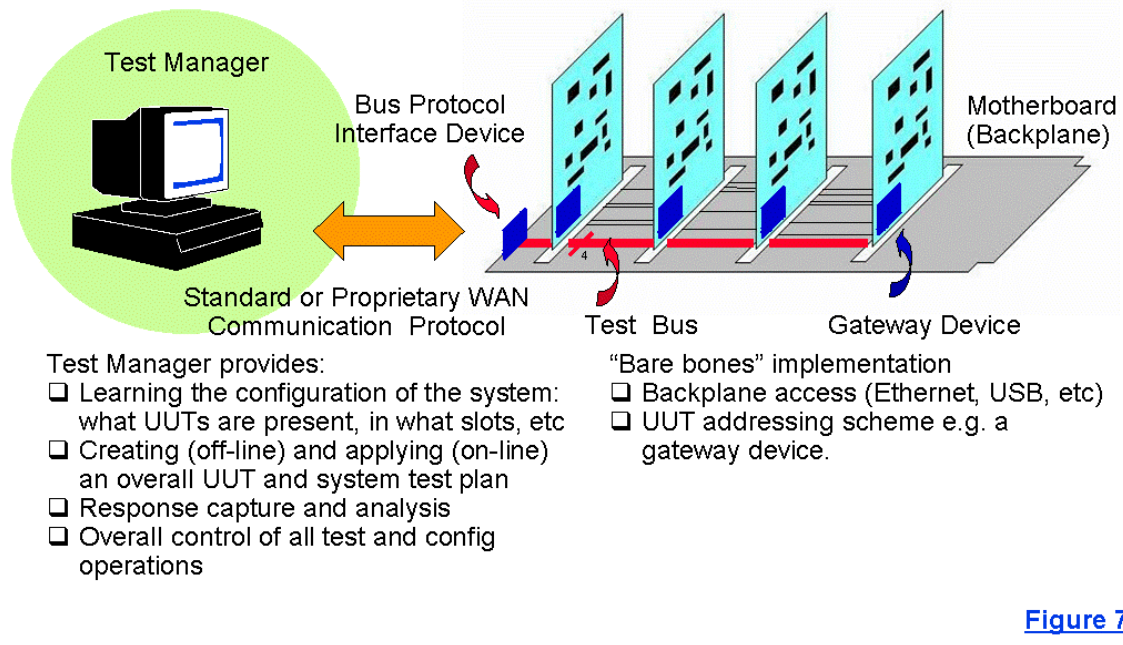 Test Manager
Bus Protocol
Interface Device
Motherboard
(Backplane)
4
Standard or Proprietary WAN
Communication Protocol
Test Bus
Gateway Device
Test Manager provides:
❑ Learning the configuration of the system:
what UUTs are present, in what slots, etc
❑ Creating (off-line) and applying (on-line)
an overall UUT and system test plan
❑ Response capture and analysis
❑ Overall control of all test and config
operations
“Bare bones” implementation
❑ Backplane access (Ethernet, USB, etc)
❑ UUT addressing scheme e.g. a
gateway device.
Figure 7